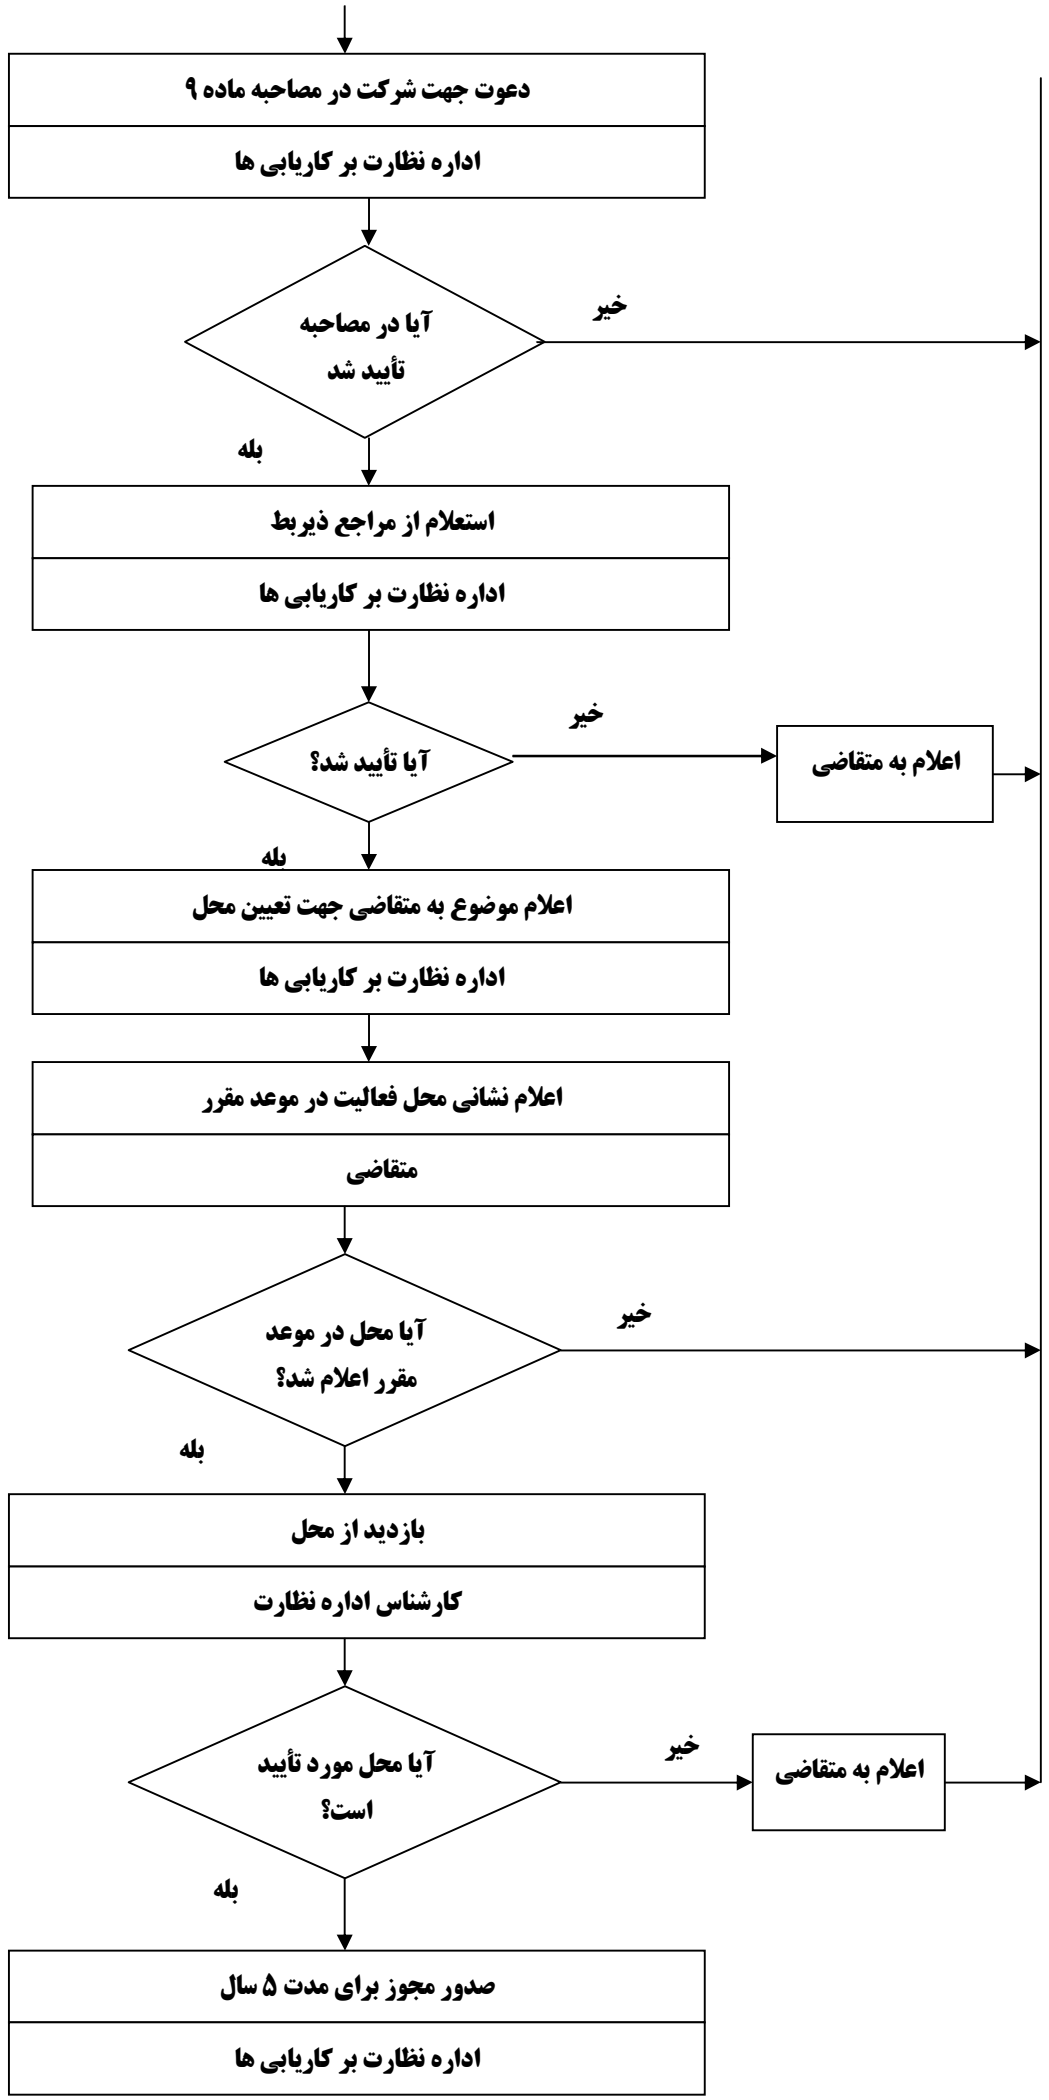 دعوت جهت شرکت در مصاحبه ماده ۹
اداره نظارت بر کاریابی ها
آیا در مصاحبه
تأیید شد
خیر
بله
استعلام از مراجع ذیربط
اداره نظارت بر کاریابی ها
آیا تأیید شد؟
خیر
اعلام به متقاضی
بله
اعلام موضوع به متقاضی جهت تعیین محل
اداره نظارت بر کاریابی ها
اعلام نشانی محل فعالیت در موعد مقرر
متقاضی
آیا محل در موعد
مقرر اعلام شد؟
خیر
بله
بازدید از محل
کارشناس اداره نظارت
آیا محل مورد تأیید
است؟
خیر
اعلام به متقاضی
بله
صدور مجوز برای مدت ۵ سال
اداره نظارت بر کاریابی ها